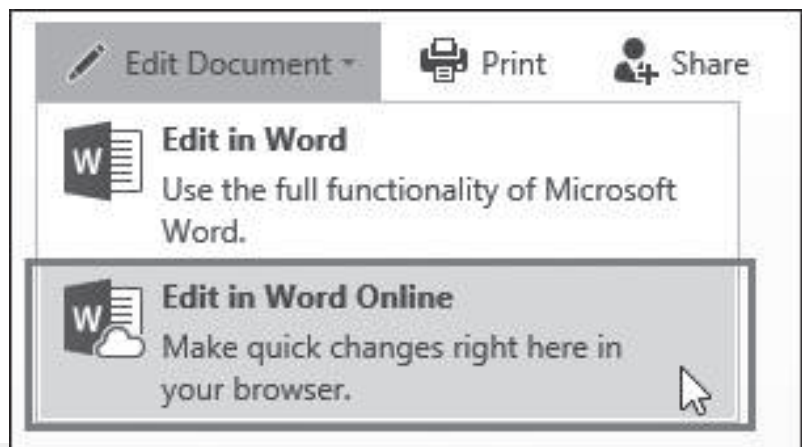 Edit Document Print Share
W Edit in Word
Use the full functionality of Microsoft
Word.
W Edit in Word Online
Make quick changes right here in
your browser.